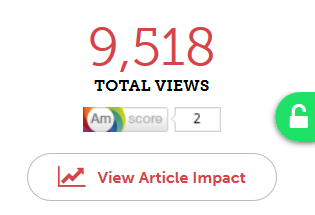 9,518
TOTAL VIEWS
Am score 2
View Article Impact